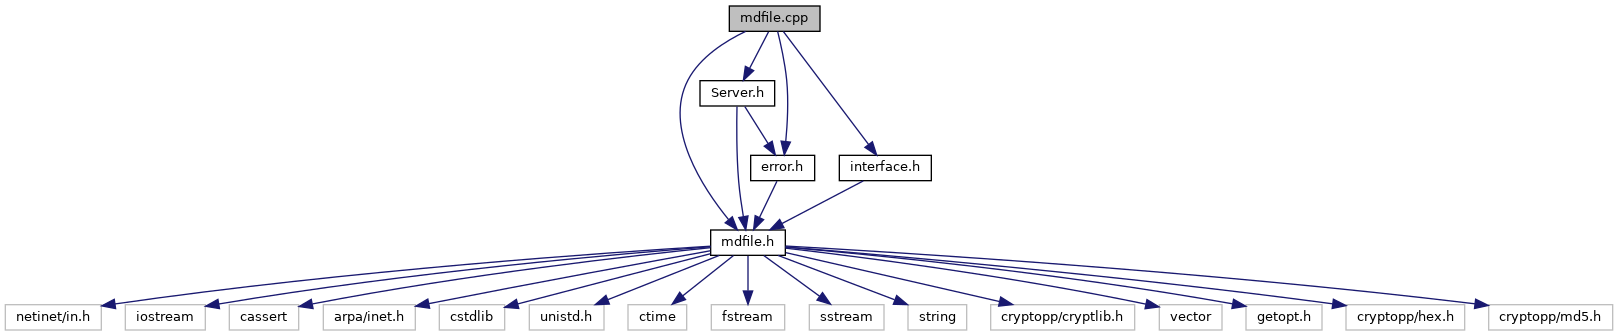 mdfile.cpp
Server.h
error.h
interface.h
mdfile.h
netinet/in.h
iostream
cassert
arpa/inet.h
cstdlib
unistd.h
ctime
fstream
sstream
string
cryptopp/cryptlib.h
vector
getopt.h
cryptopp/hex.h
cryptopp/md5.h